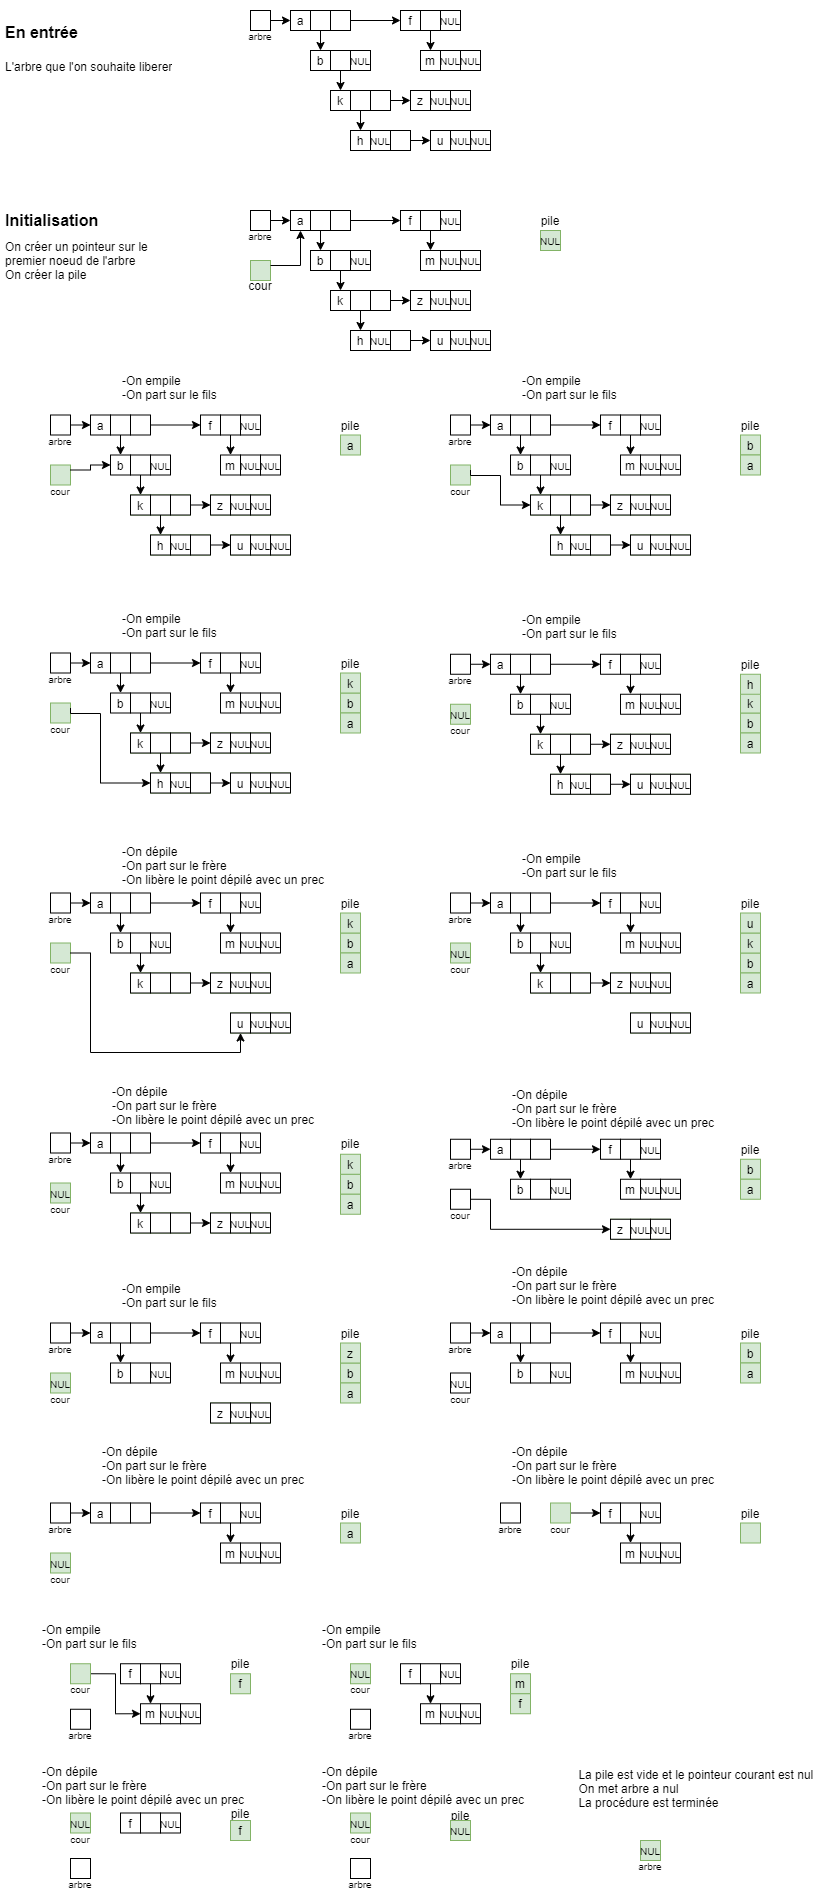 En entrée
L'arbre que l'on souhaite liberer
arbre
a
f NUL
b NUL
m NUL NUL
k
z NUL NUL
h NUL
u NUL NUL
Initialisation
On créer un pointeur sur le
premier noeud de l'arbre
On créer la pile
arbre
cour
a
f NUL
b NUL
m NUL NUL
k
z NUL NUL
h NUL
u NUL NUL
pile
NUL
-On empile
-On part sur le fils
arbre
cour
a
f NUL
b NUL
m NUL NUL
k
z NUL NUL
h NUL
u NUL NUL
pile
a
-On empile
-On part sur le fils
arbre
cour
a
f NUL
b NUL
m NUL NUL
k
z NUL NUL
h NUL
u NUL NUL
pile
b
a
-On empile
-On part sur le fils
arbre
cour
a
f NUL
b NUL
m NUL NUL
k
z NUL NUL
h NUL
u NUL NUL
pile
k
b
a
-On empile
-On part sur le fils
arbre
NUL
cour
a
f NUL
b NUL
m NUL NUL
k
z NUL NUL
h NUL
u NUL NUL
pile
h
k
b
a
-On dépile
-On part sur le frère
-On libère le point dépilé avec un prec
arbre
cour
a
f NUL
b NUL
m NUL NUL
k
z NUL NUL
u NUL NUL
pile
k
b
a
-On empile
-On part sur le fils
arbre
NUL
cour
a
f NUL
b NUL
m NUL NUL
k
z NUL NUL
u NUL NUL
pile
u
k
b
a
-On dépile
-On part sur le frère
-On libère le point dépilé avec un prec
arbre
NUL
cour
a
f NUL
b NUL
m NUL NUL
k
z NUL NUL
pile
k
b
a
-On dépile
-On part sur le frère
-On libère le point dépilé avec un prec
arbre
cour
a
f NUL
b NUL
m NUL NUL
z NUL NUL
pile
b
a
-On empile
-On part sur le fils
arbre
NUL
cour
a
f NUL
b NUL
m NUL NUL
z NUL NUL
pile
z
b
a
-On dépile
-On part sur le frère
-On libère le point dépilé avec un prec
arbre
NUL
cour
a
f NUL
b NUL
m NUL NUL
pile
b
a
-On dépile
-On part sur le frère
-On libère le point dépilé avec un prec
arbre
NUL
cour
a
f NUL
m NUL NUL
pile
a
-On dépile
-On part sur le frère
-On libère le point dépilé avec un prec
arbre
cour
f NUL
m NUL NUL
pile
-On empile
-On part sur le fils
cour
f NUL
m NUL NUL
arbre
pile
f
-On empile
-On part sur le fils
NUL
cour
f NUL
m NUL NUL
arbre
pile
m
f
-On dépile
-On part sur le frère
-On libère le point dépilé avec un prec
NUL
cour
f NUL
arbre
pile
f
-On dépile
-On part sur le frère
-On libère le point dépilé avec un prec
NUL
cour
arbre
pile
NUL
La pile est vide et le pointeur courant est nul
On met arbre a nul
La procédure est terminée
NUL
arbre